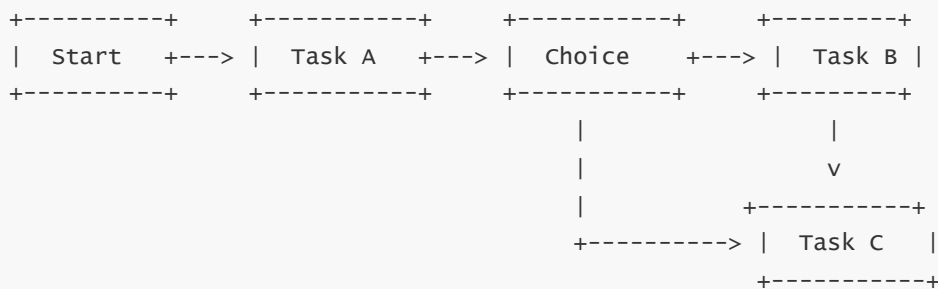 +----------+     +-----------+     +-----------+     +---------+
|  Start   +---> |  Task A   +---> |  Choice    +---> |  Task B |
+----------+     +-----------+     +-----------+     +---------+
                                        |                 |
                                        |                 v
                                        |           +-----------+
                                        +----------> |  Task C   |
                                                     +-----------+